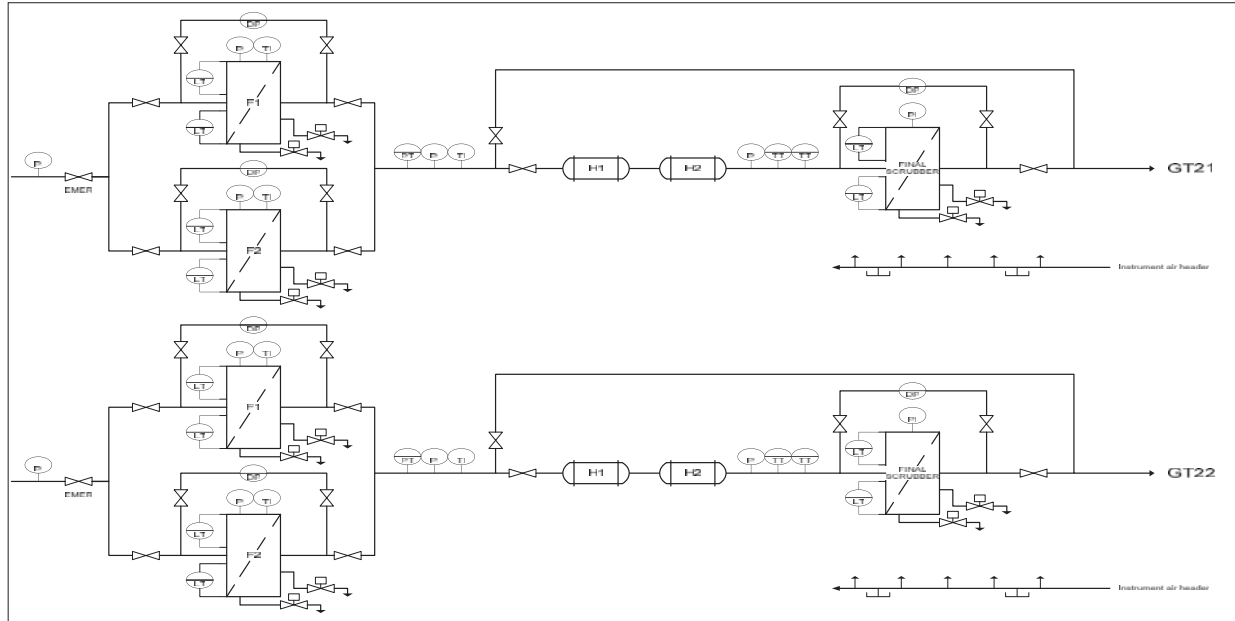 DP
P TI
LT
F1
LT
DP
PI
LT
PT P TI
P TT TT
P
H1 H2
FINAL
SCRUBBER
GT21
EMER
DP
LT
P TI
LT
F2
LT
Instrument air header
DP
P TI
LT
F1
LT
DP
PI
LT
PT P TI
P TT TT
P
H1 H2
FINAL
SCRUBBER
GT22
EMER
DP
LT
P TI
LT
F2
LT
Instrument air header